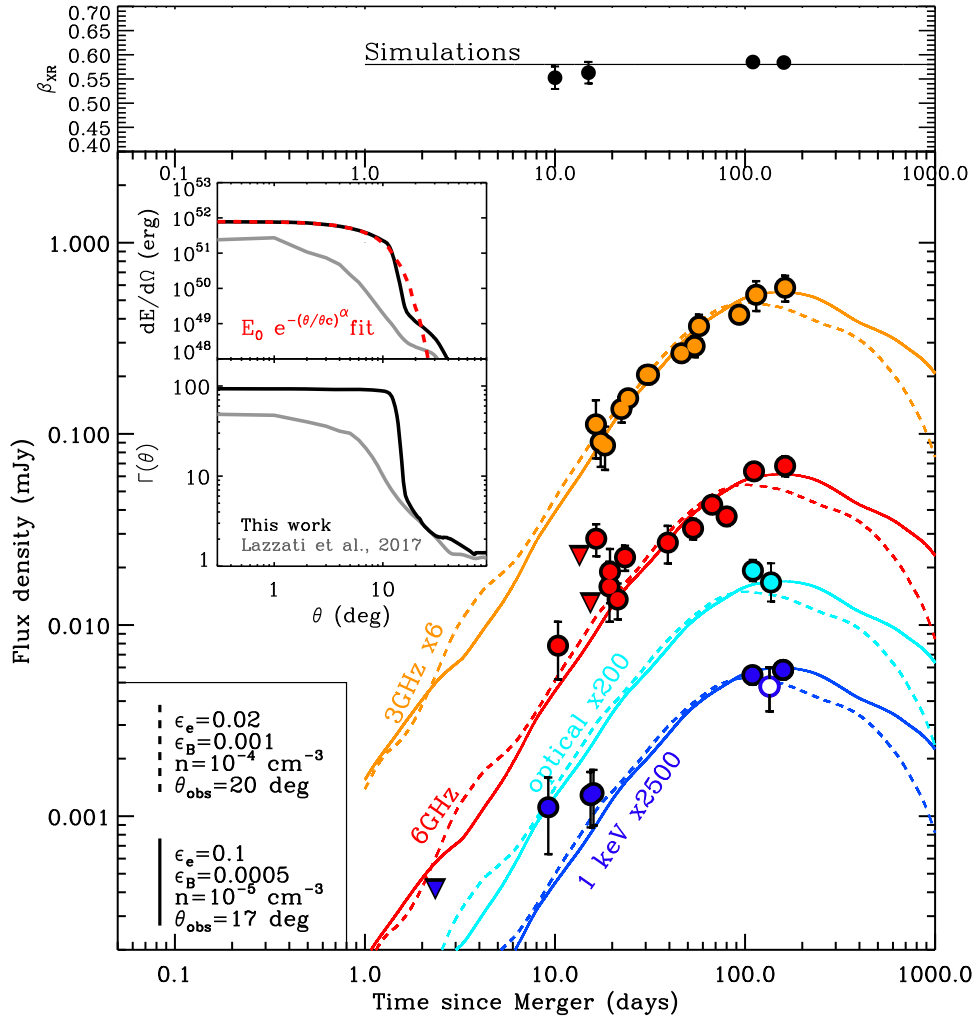 0.70
0.65
0.60
0.55
0.50
0.45
0.40
β_XR
Simulations
0.1
1.0
10.0
100.0
1000.0
10^53
10^52
10^51
10^50
10^49
10^48
dE/dΩ (erg)
E_0 e^-(θ/θc)^α fit
100
10
1
Γ(θ)
This work
Lazzati et al., 2017
1
10
θ (deg)
1.000
0.100
0.010
0.001
Flux density (mJy)
3GHz x6
6GHz
optical x200
1 keV x2500
ϵ_e=0.02
ϵ_B=0.001
n=10^-4 cm^-3
θ_obs=20 deg
ϵ_e=0.1
ϵ_B=0.0005
n=10^-5 cm^-3
θ_obs=17 deg
0.1
1.0
10.0
100.0
1000.0
Time since Merger (days)